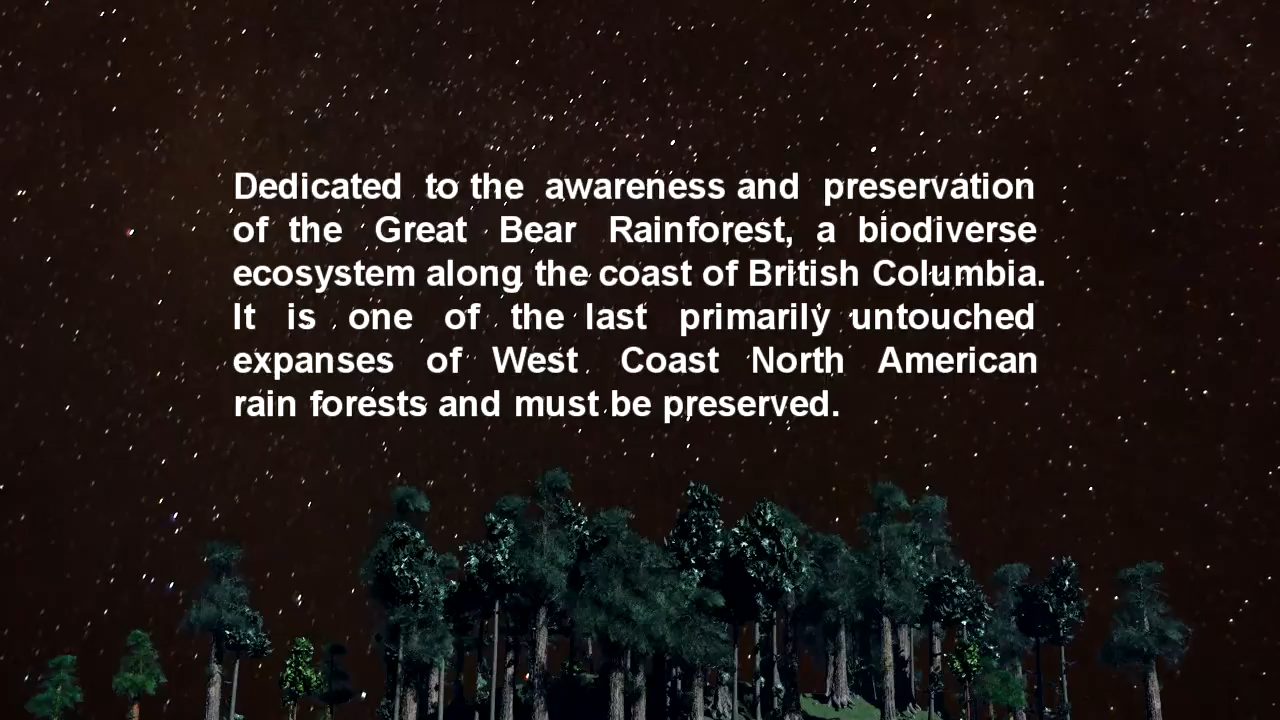 Dedicated to the awareness and preservation
of the Great Bear Rainforest, a biodiverse
ecosystem along the coast of British Columbia.
It is one of the last primarily untouched
expanses of West Coast North American
rain forests and must be preserved.